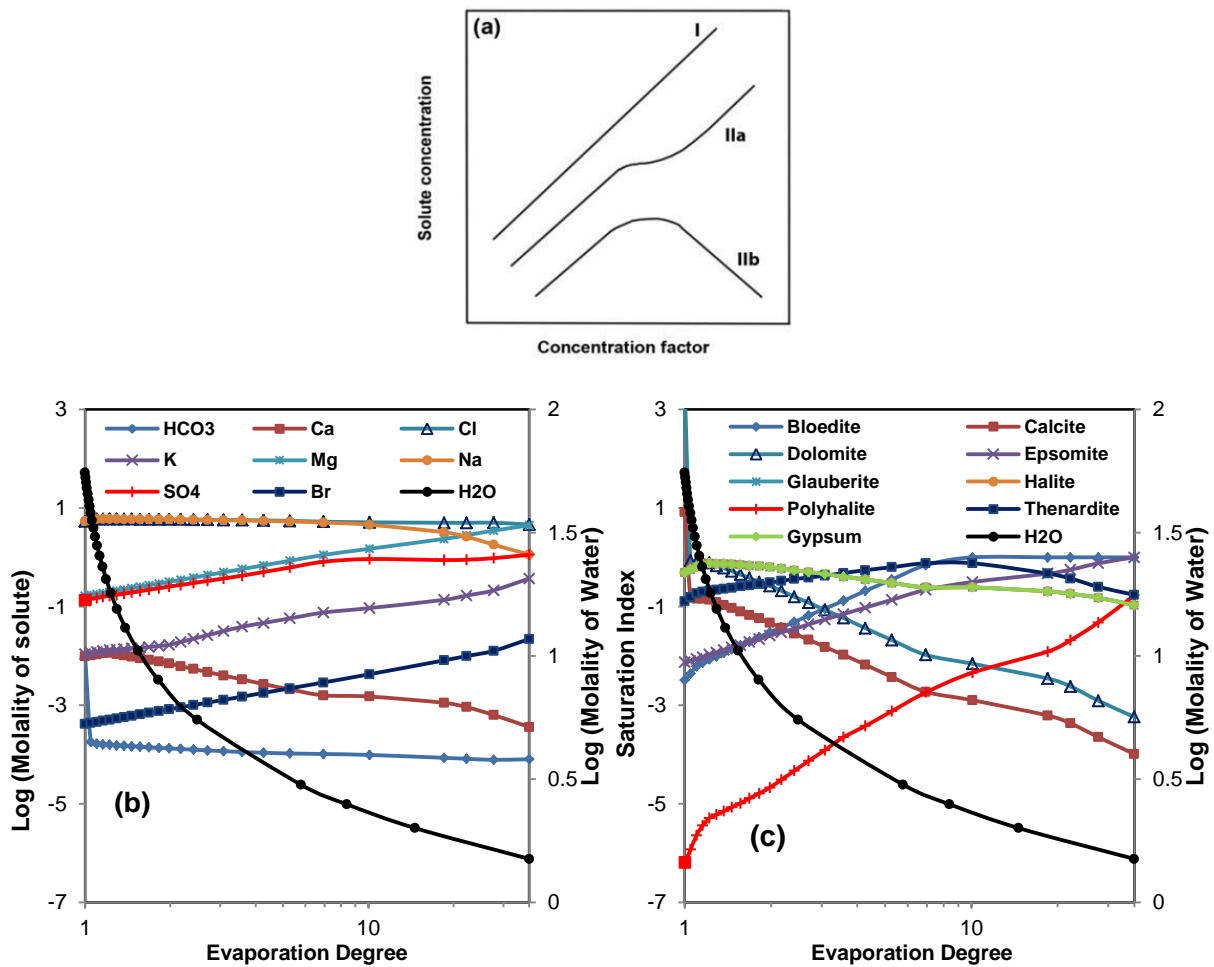 (a)
I
IIa
IIb
Solute concentration
Concentration factor
3
1
-1
-3
-5
-7
2
1.5
1
0.5
0
HCO3 Ca Cl
K Mg Na
SO4 Br H2O
(b)
Log (Molality of solute)
Log (Molality of Water)
1 10
Evaporation Degree
3
1
-1
-3
-5
-7
2
1.5
1
0.5
0
Bloedite Calcite
Dolomite Epsomite
Glauberite Halite
Polyhalite Thenardite
Gypsum H2O
(c)
Saturation Index
Log (Molality of Water)
1 10
Evaporation Degree